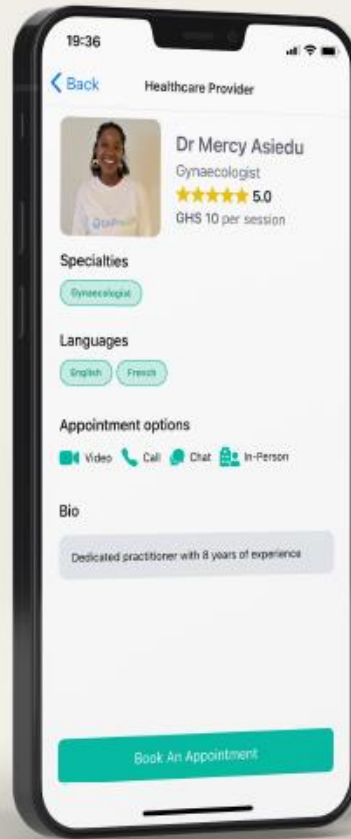 19:36
Back
Healthcare Provider
Dr Mercy Asiedu
Gynaecologist
5.0
GHS 10 per session
Specialties
Gynaecologist
Languages
English French
Appointment options
Video Call Chat In-Person
Bio
Dedicated practitioner with 8 years of experience
Book An Appointment